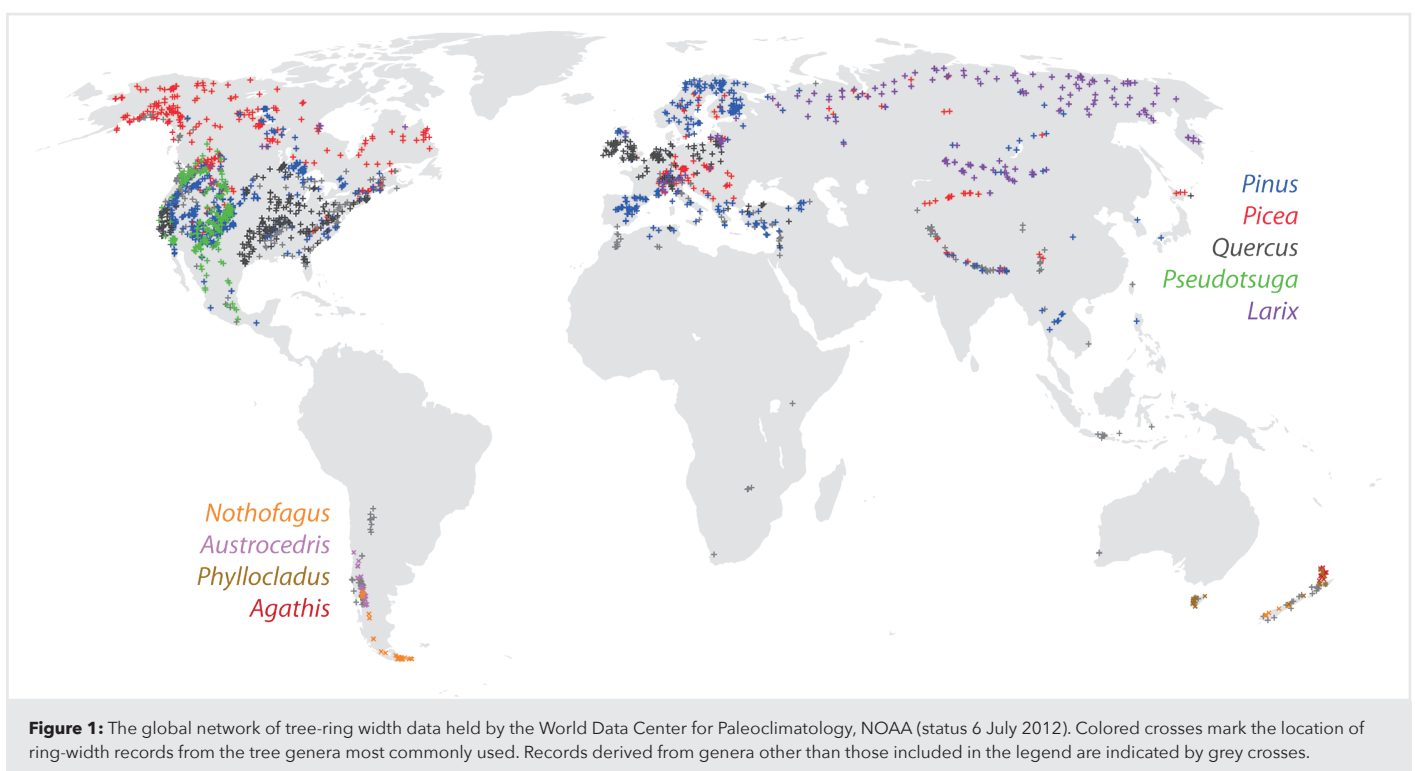 Pinus
Picea
Quercus
Pseudotsuga
Larix
Nothofagus
Austrocedris
Phyllocladus
Agathis
Figure 1: The global network of tree-ring width data held by the World Data Center for Paleoclimatology, NOAA (status 6 July 2012). Colored crosses mark the location of
ring-width records from the tree genera most commonly used. Records derived from genera other than those included in the legend are indicated by grey crosses.